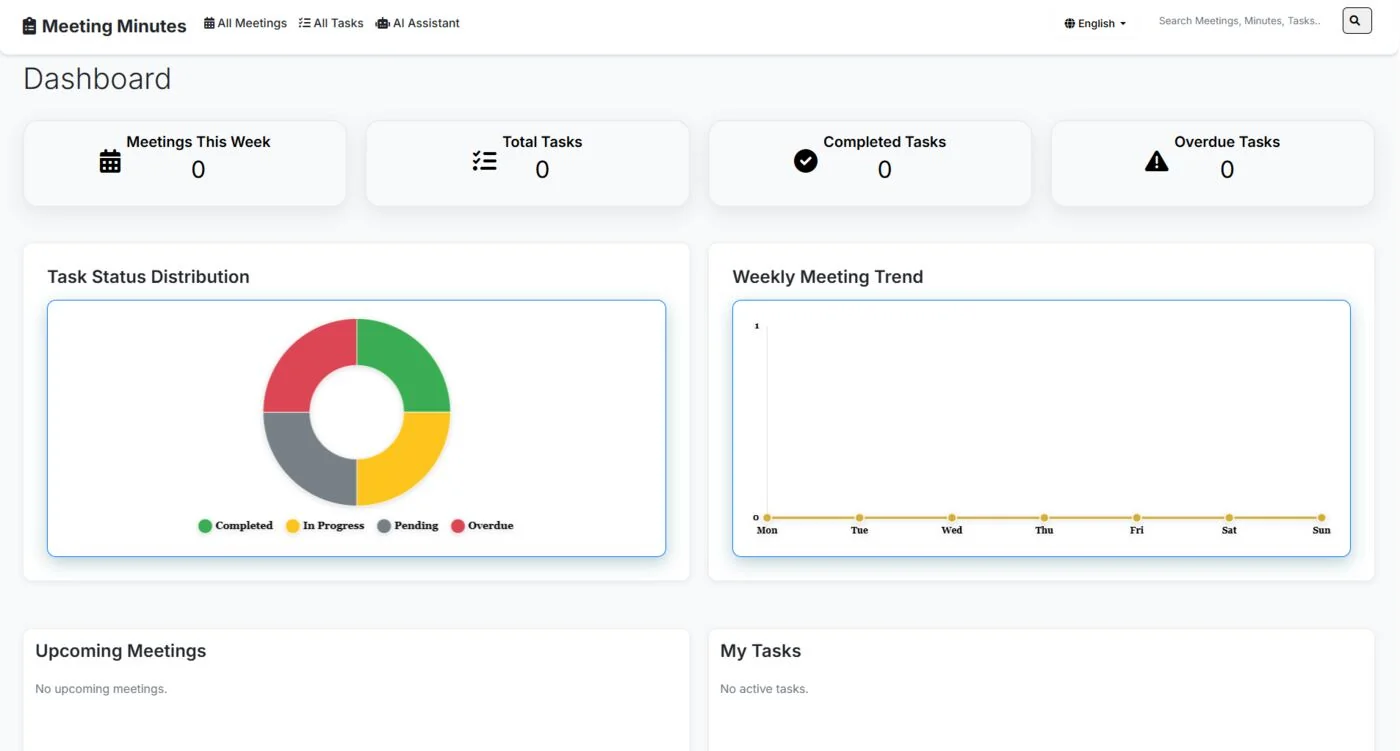 Meeting Minutes All Meetings All Tasks AI Assistant English Search Meetings, Minutes, Tasks..
Dashboard
Meetings This Week
0
Total Tasks
0
Completed Tasks
0
Overdue Tasks
0
Task Status Distribution
Completed In Progress Pending Overdue
Weekly Meeting Trend
1
0
Mon Tue Wed Thu Fri Sat Sun
Upcoming Meetings
No upcoming meetings.
My Tasks
No active tasks.